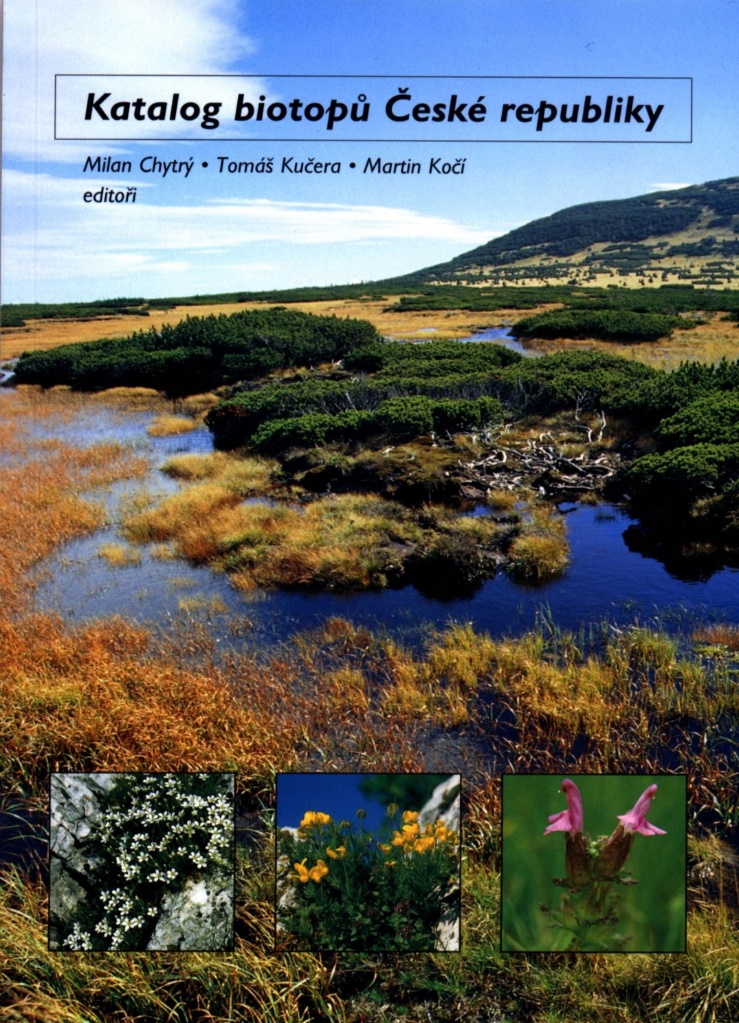 Katalog biotopů České republiky
Milan Chytrý • Tomáš Kučera • Martin Kočí
editoři